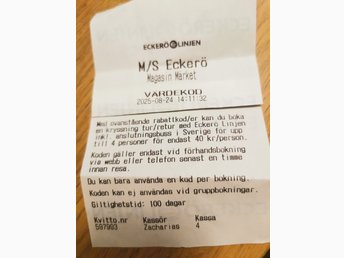 ECKERÖ LINJEN
M/S Eckerö
Magasin Market
VÄRDEKOD
2025-08-24 14:11:32
Med ovanstående rabattkod/er kan du boka
en kryssning tur/retur med Eckerö Linjen
inkl. anslutningsbuss i Sverige för upp
till 4 personer för endast 40 kr/person.
Koden gäller endast vid förhandsbokning
via webb eller telefon senast en timme
innan resa.
Du kan bara använda en kod per bokning.
Koden kan ej användas vid gruppbokningar.
Giltighetstid: 100 dagar
Kvitto.nr Kassör Kassa
597993 Zacharias 4